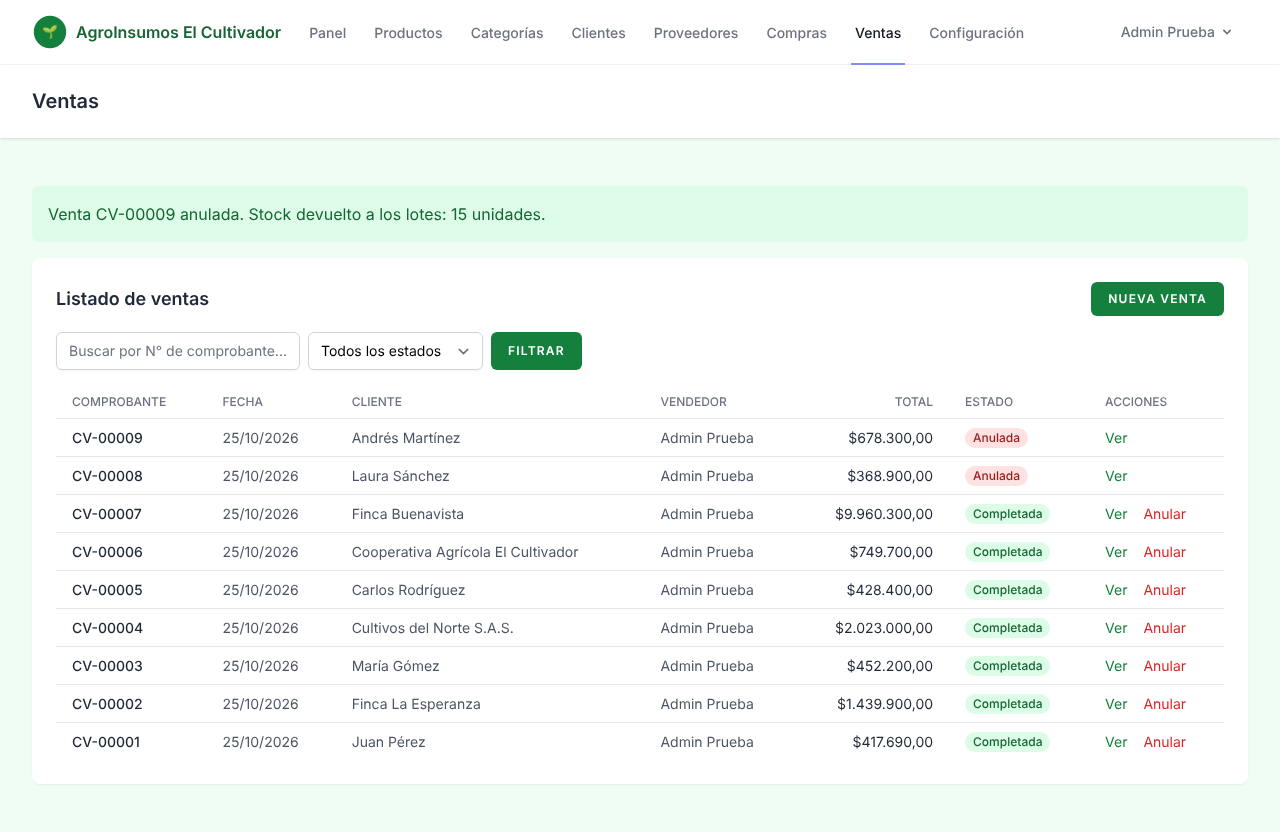 AgroInsumos El Cultivador Panel Productos Categorías Clientes Proveedores Compras Ventas Configuración Admin Prueba
Ventas
Venta CV-00009 anulada. Stock devuelto a los lotes: 15 unidades.
Listado de ventas NUEVA VENTA
Buscar por N° de comprobante... Todos los estados FILTRAR
COMPROBANTE FECHA CLIENTE VENDEDOR TOTAL ESTADO ACCIONES
CV-00009 25/10/2026 Andrés Martínez Admin Prueba $678.300,00 Anulada Ver
CV-00008 25/10/2026 Laura Sánchez Admin Prueba $368.900,00 Anulada Ver
CV-00007 25/10/2026 Finca Buenavista Admin Prueba $9.960.300,00 Completada Ver Anular
CV-00006 25/10/2026 Cooperativa Agrícola El Cultivador Admin Prueba $749.700,00 Completada Ver Anular
CV-00005 25/10/2026 Carlos Rodríguez Admin Prueba $428.400,00 Completada Ver Anular
CV-00004 25/10/2026 Cultivos del Norte S.A.S. Admin Prueba $2.023.000,00 Completada Ver Anular
CV-00003 25/10/2026 María Gómez Admin Prueba $452.200,00 Completada Ver Anular
CV-00002 25/10/2026 Finca La Esperanza Admin Prueba $1.439.900,00 Completada Ver Anular
CV-00001 25/10/2026 Juan Pérez Admin Prueba $417.690,00 Completada Ver Anular